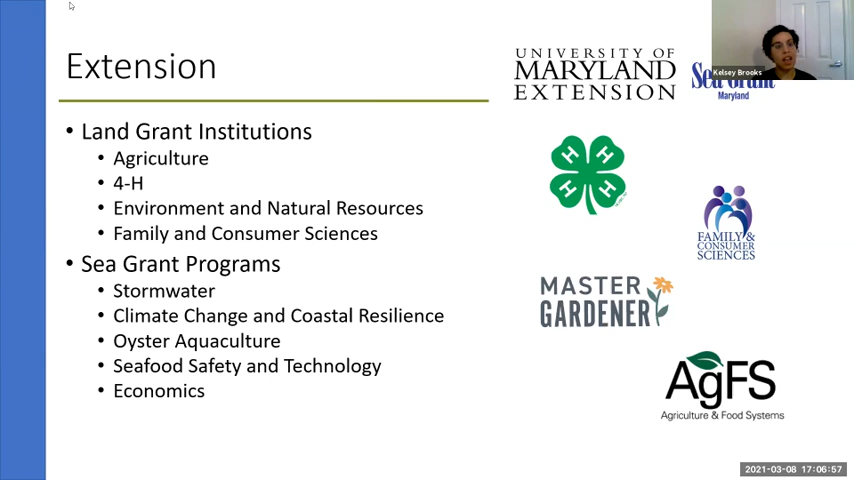 Extension
• Land Grant Institutions
• Agriculture
• 4-H
• Environment and Natural Resources
• Family and Consumer Sciences
• Sea Grant Programs
• Stormwater
• Climate Change and Coastal Resilience
• Oyster Aquaculture
• Seafood Safety and Technology
• Economics
UNIVERSITY OF
MARYLAND
EXTENSION
Kelsey Brooks
Sea Grant
Maryland
H H
H H
FAMILY &
CONSUMER
SCIENCES
MASTER
GARDENER
AgFS
Agriculture & Food Systems
2021-03-08 17:06:57